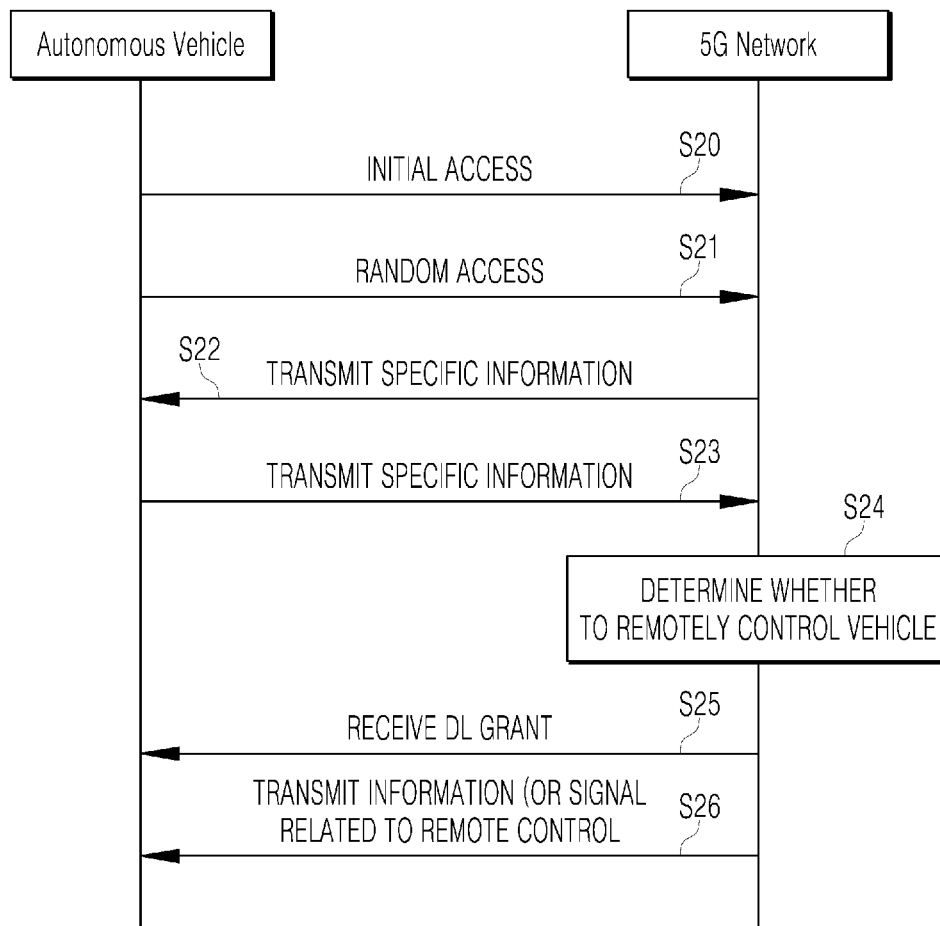 Autonomous Vehicle
5G Network
S20
INITIAL ACCESS
S21
RANDOM ACCESS
S22
TRANSMIT SPECIFIC INFORMATION
S23
TRANSMIT SPECIFIC INFORMATION
S24
DETERMINE WHETHER
TO REMOTELY CONTROL VEHICLE
S25
RECEIVE DL GRANT
TRANSMIT INFORMATION (OR SIGNAL
RELATED TO REMOTE CONTROL
S26